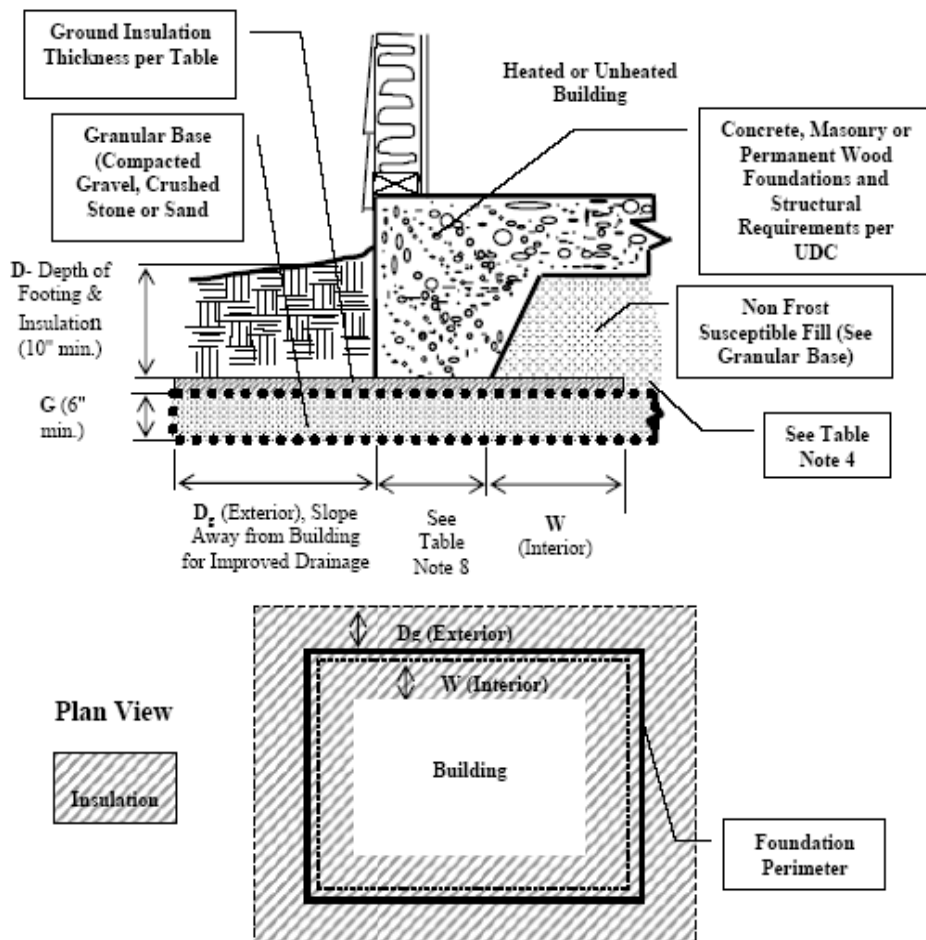 Ground Insulation
Thickness per Table
Heated or Unheated
Building
Granular Base
(Compacted
Gravel, Crushed
Stone or Sand
Concrete, Masonry or
Permanent Wood
Foundations and
Structural
Requirements per
UDC
D- Depth of
Footing &
Insulation
(10" min.)
Non Frost
Susceptible Fill (See
Granular Base)
G (6"
min.)
See Table
Note 4
Dg (Exterior), Slope
Away from Building
for Improved Drainage
See
Table
Note 8
W
(Interior)
Dg (Exterior)
W (Interior)
Plan View
Building
Insulation
Foundation
Perimeter